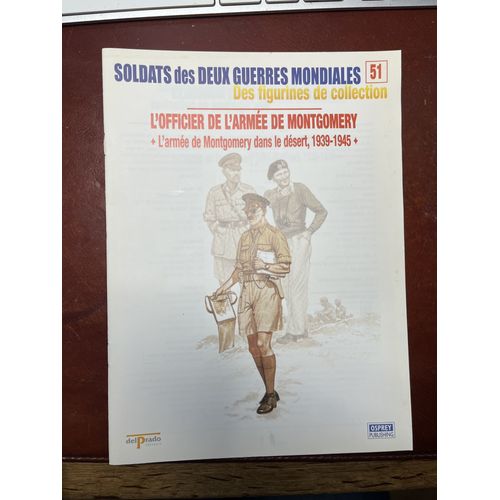 SOLDATS des DEUX GUERRES MONDIALES 51
Des figurines de collection
L'OFFICIER DE L'ARMÉE DE MONTGOMERY
L'armée de Montgomery dans le désert, 1939-1945
delPrado
OSPREY
PUBLISHING